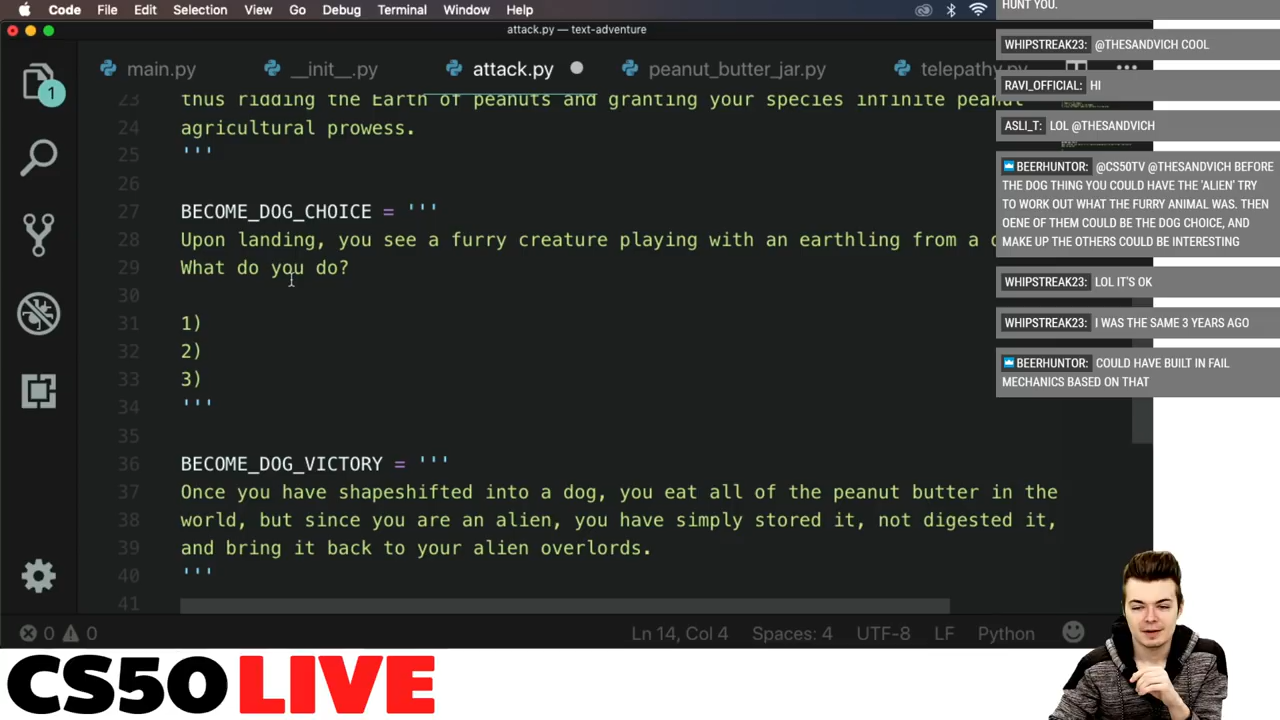 Code File Edit Selection View Go Debug Terminal Window Help
attack.py — text-adventure
main.py __init__.py attack.py peanut_butter_jar.py telepathy.py
1
23 thus ridding the Earth of peanuts and granting your species infinite peanut
24 agricultural prowess.
25 '''
26
27 BECOME_DOG_CHOICE = '''
28 Upon landing, you see a furry creature playing with an earthling from a
29 What do you do?
30
31 1)
32 2)
33 3)
34 '''
35
36 BECOME_DOG_VICTORY = '''
37 Once you have shapeshifted into a dog, you eat all of the peanut butter in the
38 world, but since you are an alien, you have simply stored it, not digested it,
39 and bring it back to your alien overlords.
40 '''
41
0 0 Ln 14, Col 4 Spaces: 4 UTF-8 LF Python
HUNT YOU.
WHIPSTREAK23: @THESANDVICH COOL
RAVI_OFFICIAL: HI
ASLI_T: LOL @THESANDVICH
BEERHUNTOR: @CS50TV @THESANDVICH BEFORE
THE DOG THING YOU COULD HAVE THE 'ALIEN' TRY
TO WORK OUT WHAT THE FURRY ANIMAL WAS. THEN
OENE OF THEM COULD BE THE DOG CHOICE, AND
MAKE UP THE OTHERS COULD BE INTERESTING
WHIPSTREAK23: LOL IT'S OK
WHIPSTREAK23: I WAS THE SAME 3 YEARS AGO
BEERHUNTOR: COULD HAVE BUILT IN FAIL
MECHANICS BASED ON THAT
CS50 LIVE